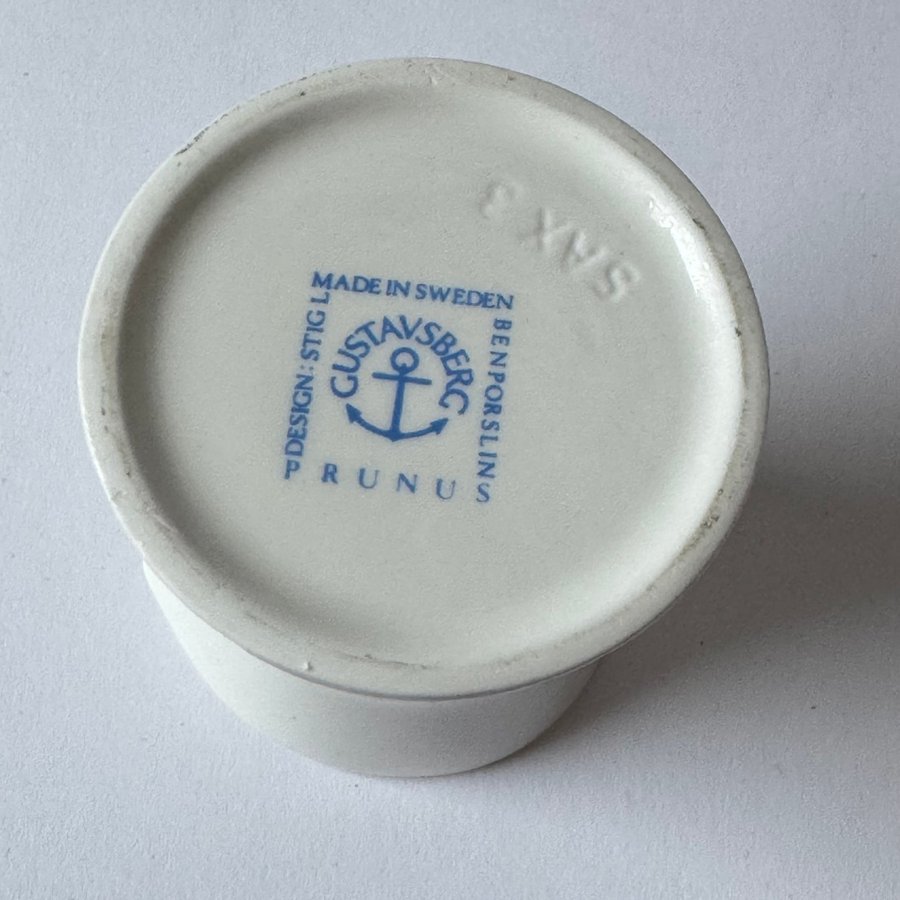 MADE IN SWEDEN
DESIGN: STIG L
GUSTAVSBERG
BENPORSLIN
PRUNUS
SAX 3